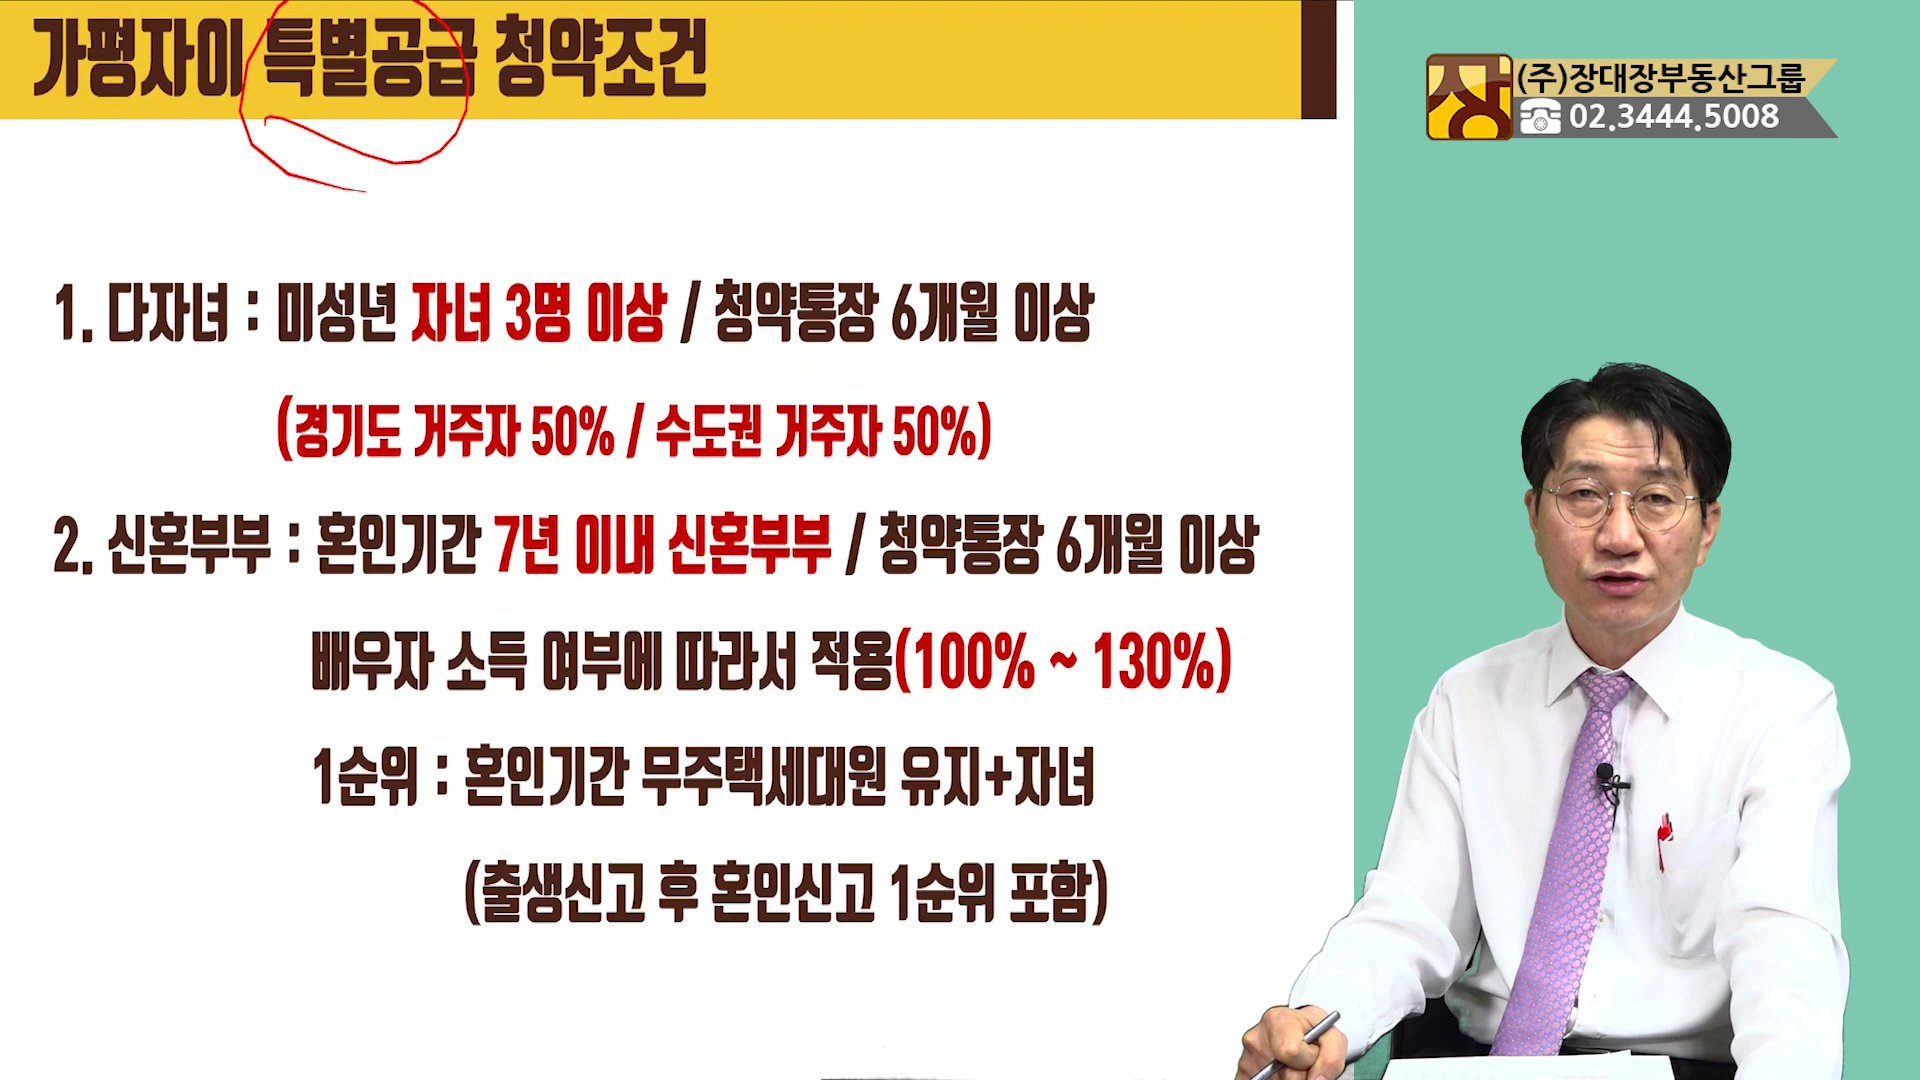 가평자이 특별공급 청약조건
(주)장대장부동산그룹
02.3444.5008
장
1. 다자녀 : 미성년 자녀 3명 이상 / 청약통장 6개월 이상
(경기도 거주자 50% / 수도권 거주자 50%)
2. 신혼부부 : 혼인기간 7년 이내 신혼부부 / 청약통장 6개월 이상
배우자 소득 여부에 따라서 적용(100% ~ 130%)
1순위 : 혼인기간 무주택세대원 유지+자녀
(출생신고 후 혼인신고 1순위 포함)